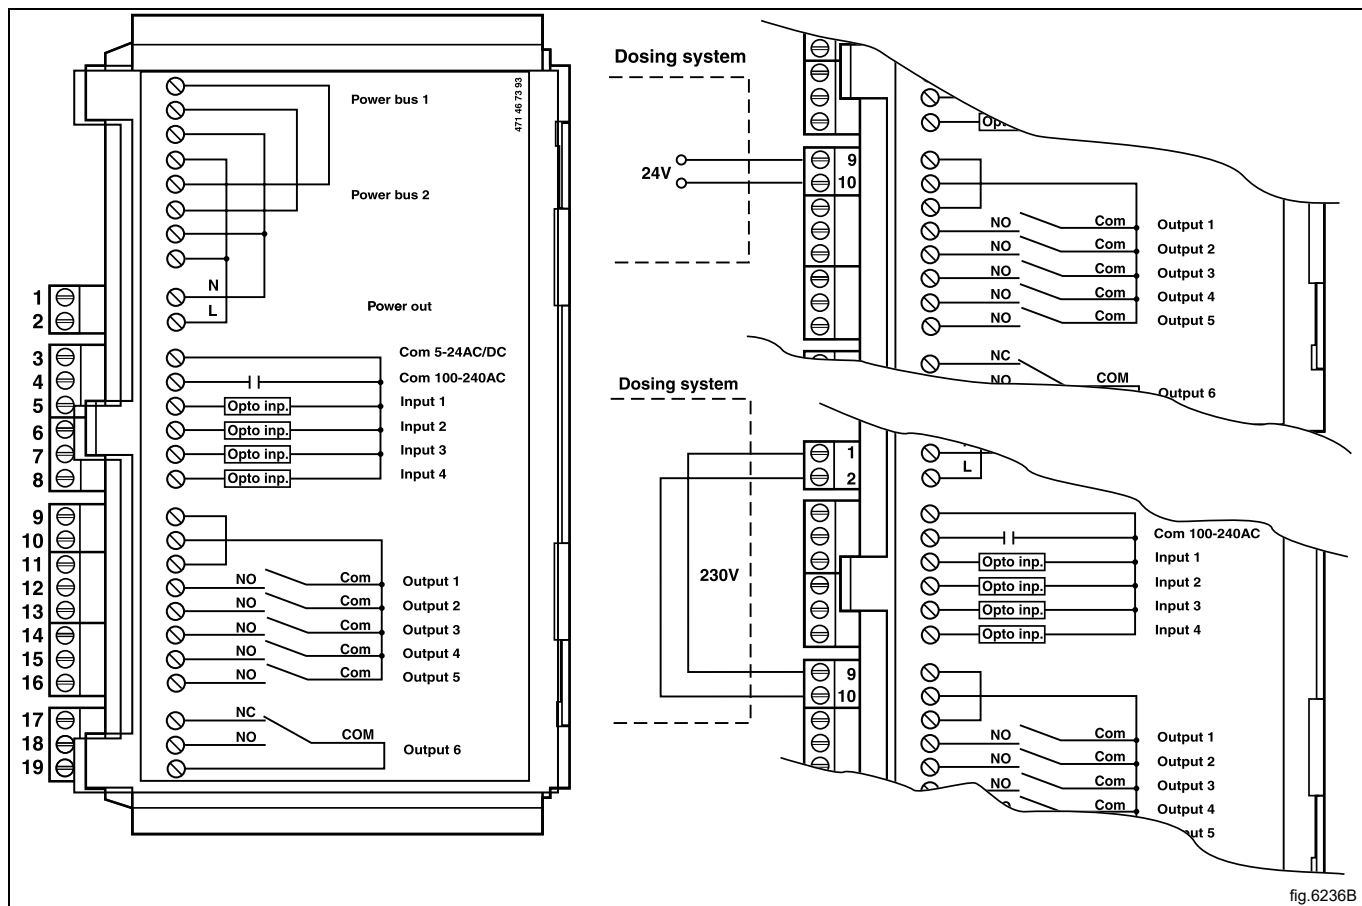 471 46 73 93
Power bus 1
Power bus 2
N
L
Power out
1
2
3
4
5
6
7
8
9
10
11
12
13
14
15
16
17
18
19
Com 5-24AC/DC
Com 100-240AC
Opto inp. Input 1
Opto inp. Input 2
Opto inp. Input 3
Opto inp. Input 4
NO Com Output 1
NO Com Output 2
NO Com Output 3
NO Com Output 4
NO Com Output 5
NC
NO COM Output 6
Dosing system
24V
9
10
NO Com Output 1
NO Com Output 2
NO Com Output 3
NO Com Output 4
NO Com Output 5
NC
NO COM Output 6
Dosing system
230V
1
2
L
Com 100-240AC
Opto inp. Input 1
Opto inp. Input 2
Opto inp. Input 3
Opto inp. Input 4
9
10
NO Com Output 1
NO Com Output 2
NO Com Output 3
Com Output 4
5
fig.6236B